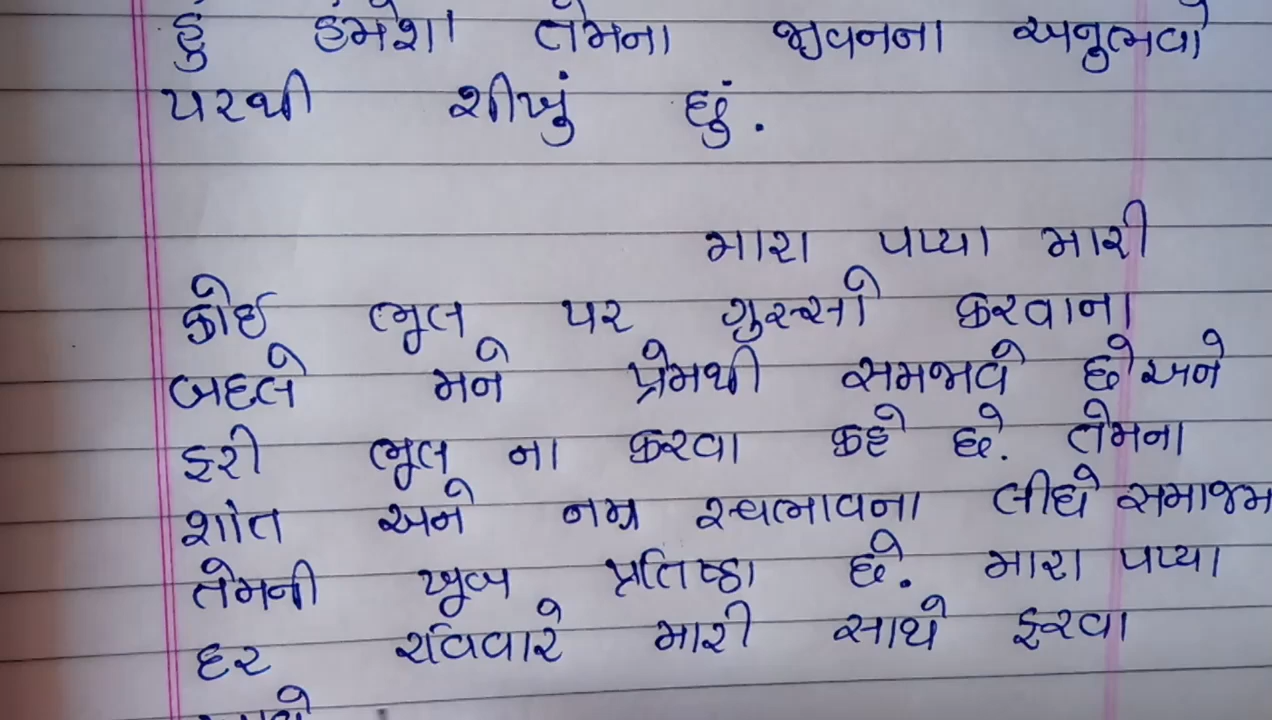 હું હંમેશા તેમના જીવનના અનુભવો
પરથી શીખું છું.
મારા પપ્પા મારી
કોઈ ભૂલ પર ગુસ્સો કરવાના
બદલે મને પ્રેમથી સમજાવે છે અને
ફરી ભૂલ ના કરવા કહે છે. તેમના
શાંત અને નમ્ર સ્વભાવના લીધે સમાજમ
તેમની ખૂબ પ્રતિષ્ઠા છે. મારા પપ્પા
દર રવિવારે મારી સાથે ફરવા